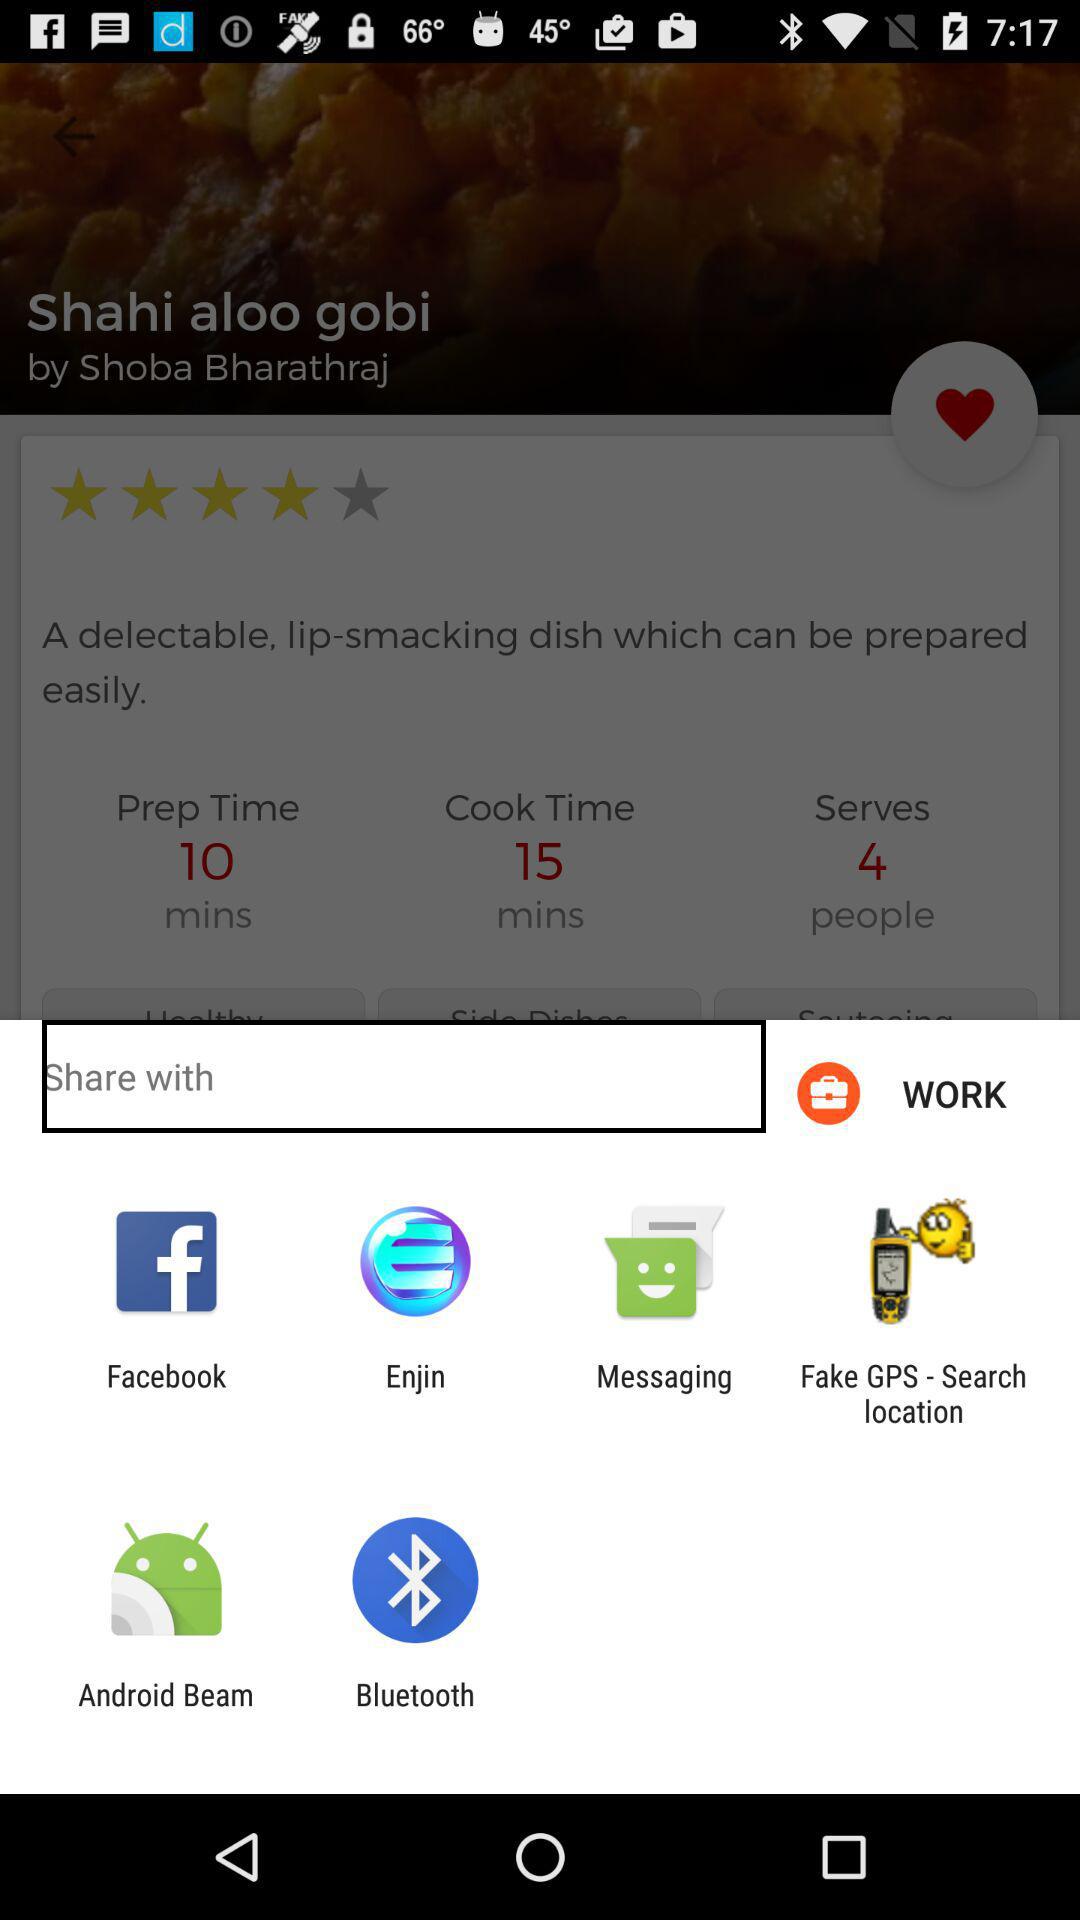 FAKE 66° 45° 7:17
Shahi aloo gobi
by Shoba Bharathraj
A delectable, lip-smacking dish which can be prepared
easily.
Prep Time Cook Time Serves
10 15 4
mins mins people
Healthy Side Dishes Sauteeing
Share with WORK
Facebook Enjin Messaging Fake GPS - Search
location
Android Beam Bluetooth